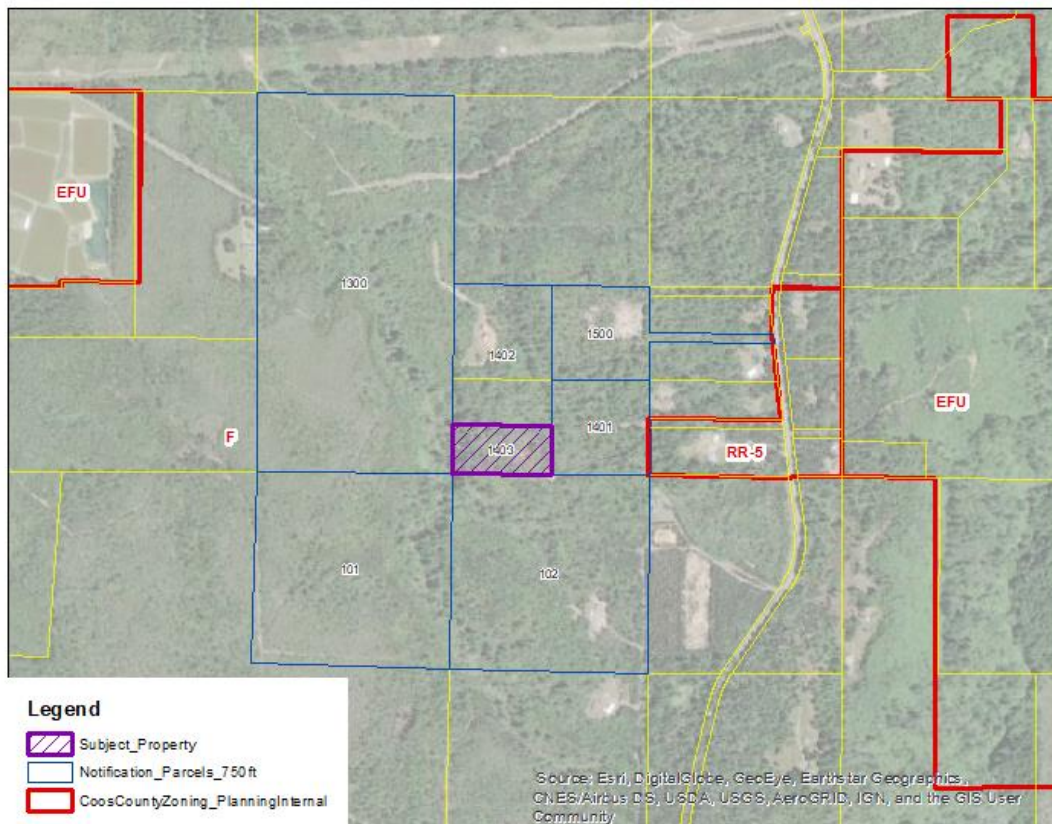 EFU
1300
1500
1402
EFU
1401
F
1403
RR-5
101
102
Legend
Subject_Property
Notification_Parcels_750ft
CoosCountyZoning_PlanningInternal
Source: Esri, DigitalGlobe, GeoEye, Earthstar Geographics,
CNES/Airbus DS, USDA, USGS, AeroGRID, IGN, and the GIS User
Community